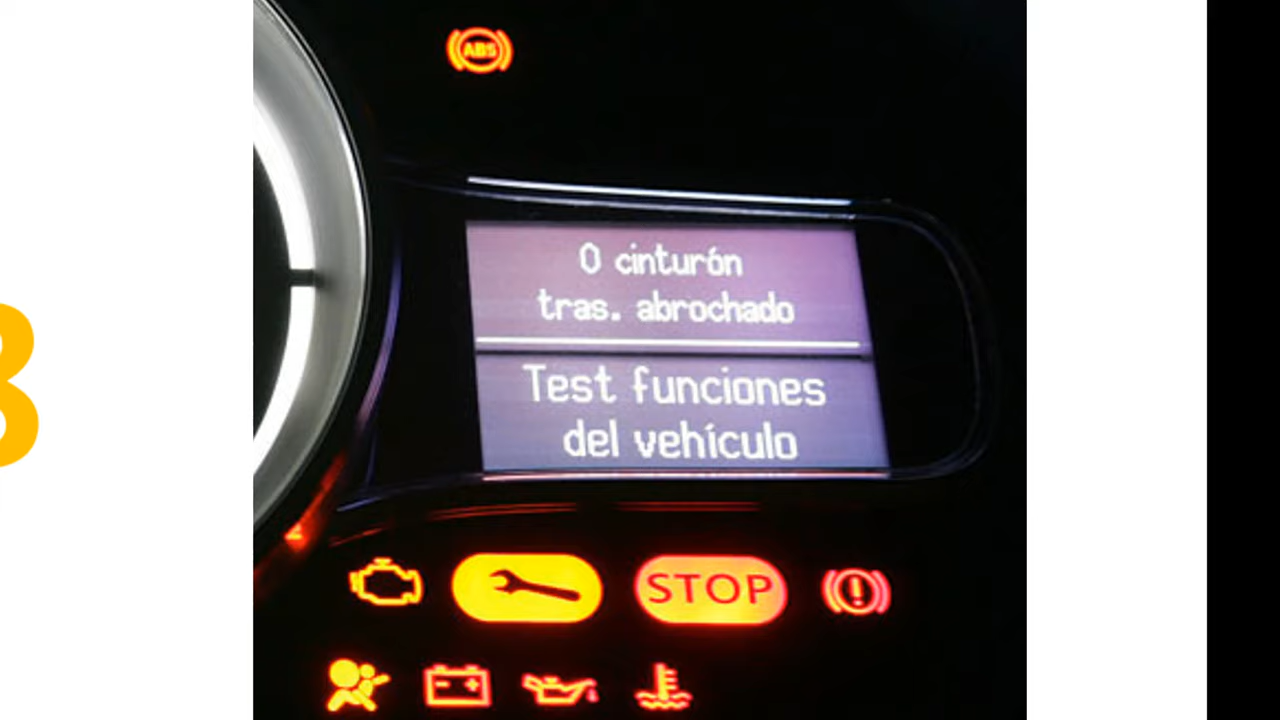 ABS
0 cinturón
tras. abrochado
Test funciones
del vehículo
STOP